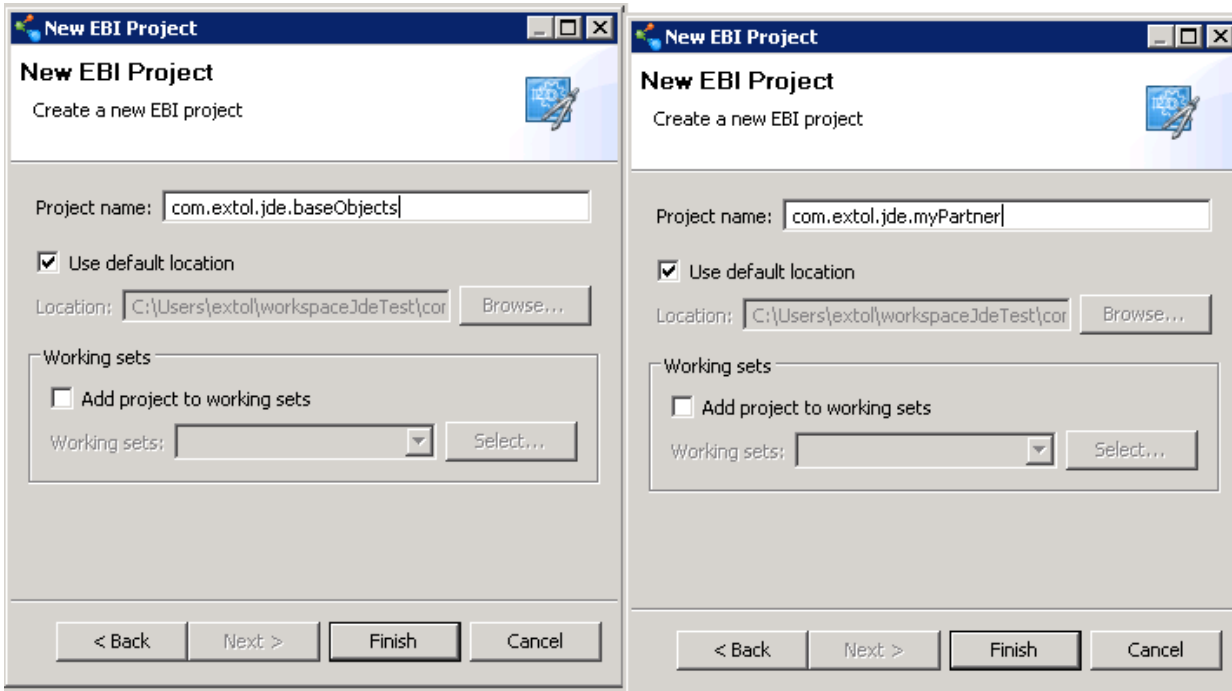 New EBI Project
New EBI Project
Create a new EBI project
Project name: com.extol.jde.baseObjects
Use default location
Location: C:\Users\extol\workspaceJdeTest\cor Browse...
Working sets
Add project to working sets
Working sets: Select...
< Back Next > Finish Cancel
New EBI Project
New EBI Project
Create a new EBI project
Project name: com.extol.jde.myPartner
Use default location
Location: C:\Users\extol\workspaceJdeTest\cor Browse...
Working sets
Add project to working sets
Working sets: Select...
< Back Next > Finish Cancel